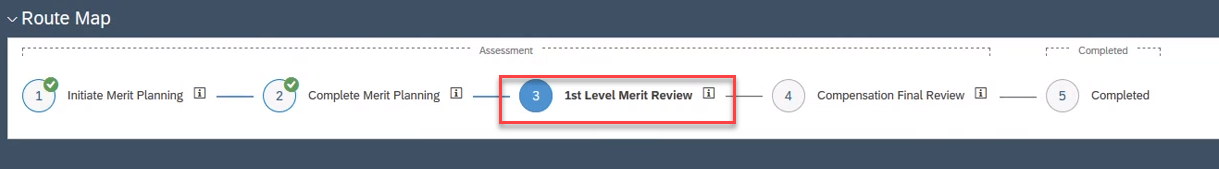 Route Map
Assessment
Completed
1 Initiate Merit Planning
2 Complete Merit Planning
3 1st Level Merit Review
4 Compensation Final Review
5 Completed